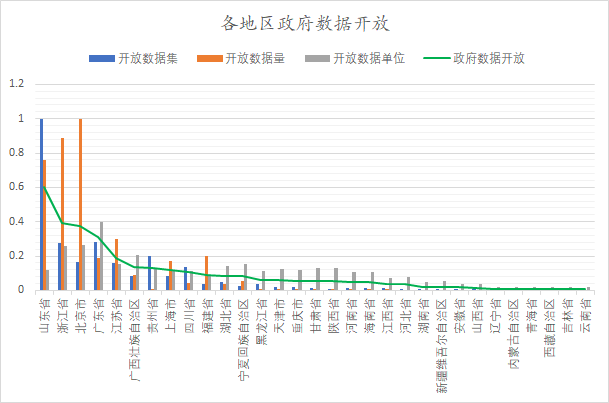 各地区政府数据开放
开放数据集 开放数据量 开放数据单位 政府数据开放
1.2
1
0.8
0.6
0.4
0.2
0
山东省
浙江省
北京市
广东省
江苏省
广西壮族自治区
贵州省
上海市
四川省
福建省
湖北省
宁夏回族自治区
黑龙江省
天津市
重庆市
甘肃省
陕西省
河南省
海南省
江西省
河北省
湖南省
新疆维吾尔自治区
安徽省
山西省
辽宁省
内蒙古自治区
青海省
西藏自治区
吉林省
云南省